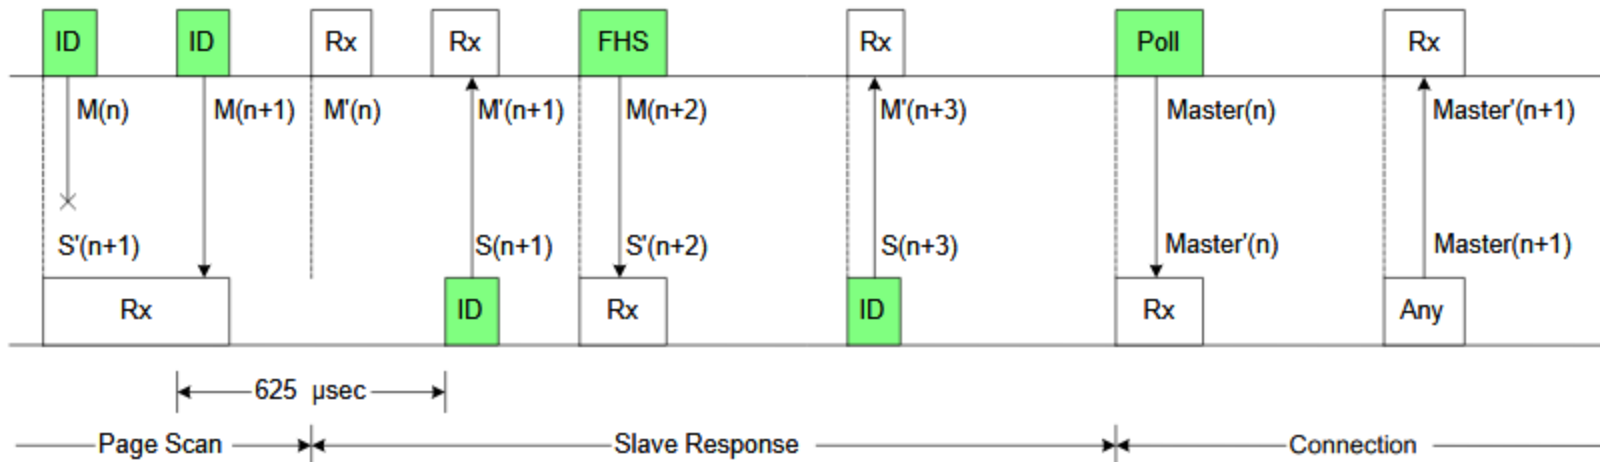 ID ID Rx Rx FHS Rx Poll Rx
M(n) M(n+1) M'(n) M'(n+1) M(n+2) M'(n+3) Master(n) Master'(n+1)
S'(n+1) S(n+1) S'(n+2) S(n+3) Master'(n) Master(n+1)
Rx ID Rx ID Rx Any
625 µsec
Page Scan Slave Response Connection